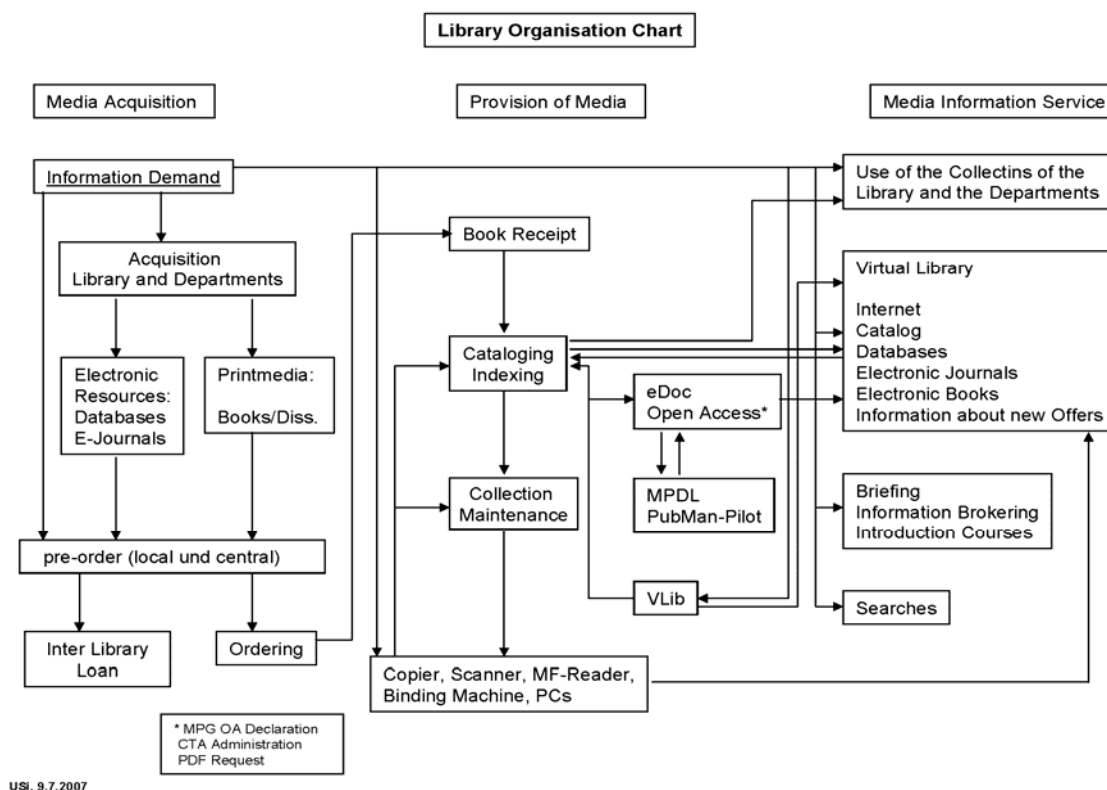 Library Organisation Chart
Media Acquisition
Provision of Media
Media Information Service
Information Demand
Use of the Collectins of the
Library and the Departments
Book Receipt
Acquisition
Library and Departments
Virtual Library
Internet
Catalog
Databases
Electronic Journals
Electronic Books
Information about new Offers
Cataloging
Indexing
Electronic
Resources:
Databases
E-Journals
Printmedia:
Books/Diss.
eDoc
Open Access*
MPDL
PubMan-Pilot
Collection
Maintenance
Briefing
Information Brokering
Introduction Courses
pre-order (local und central)
VLib
Searches
Inter Library
Loan
Ordering
Copier, Scanner, MF-Reader,
Binding Machine, PCs
* MPG OA Declaration
CTA Administration
PDF Request
USi, 9.7.2007